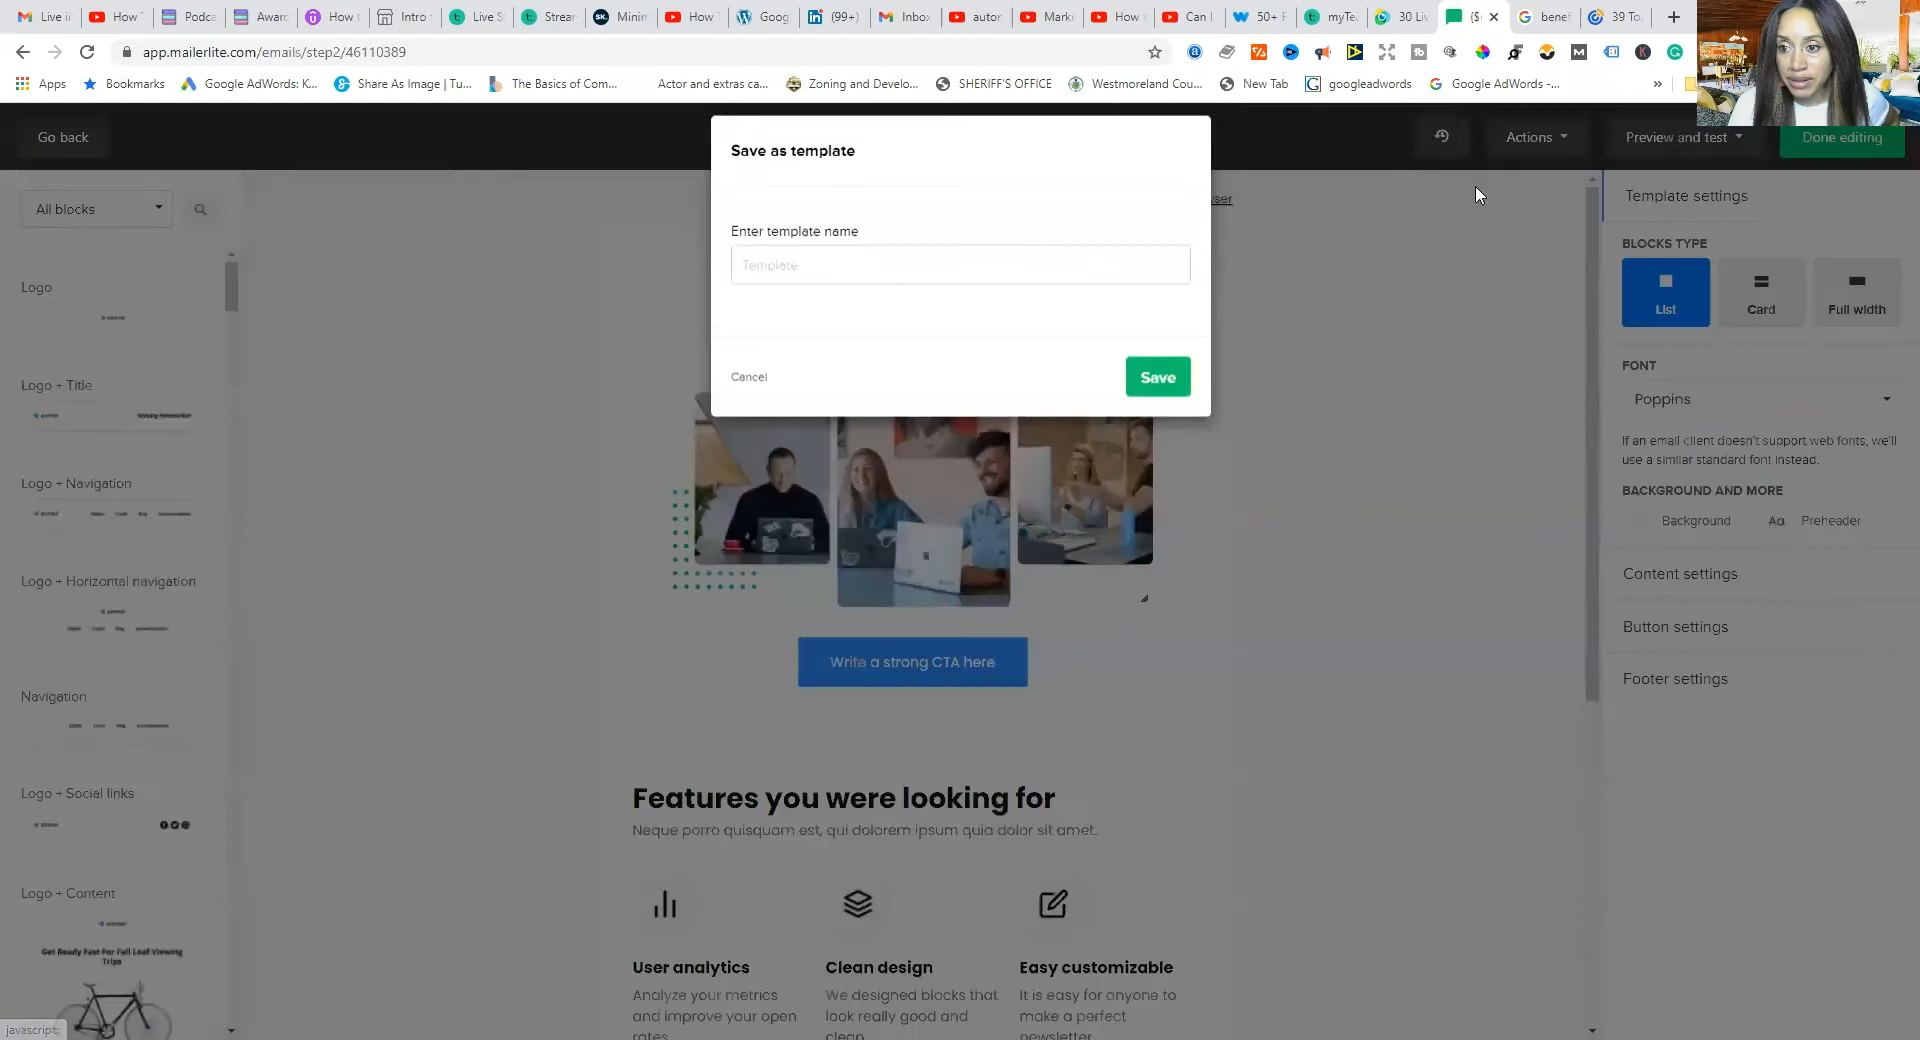 Live in
How
Podca
Awar
How t
Intro
Live S
Strea
SK.
Minim
How
Goog
(99+)
Inbox
autor
Marke
How
Can I
50+ F
myTe
30 Li
benef
39 To
app.mailerlite.com/emails/step2/46110389
Apps
Bookmarks
Google AdWords: K...
Share As Image | Tu...
The Basics of Com...
Actor and extras ca...
Zoning and Develo...
SHERIFF'S OFFICE
Westmoreland Cou...
New Tab
googleadwords
Google AdWords -...
»
Go back
Actions
Preview and test
Done editing
Save as template
Enter template name
Template
Cancel
Save
All blocks
Logo
Logo + Title
Weekly Newsletter
Logo + Navigation
Logo + Horizontal navigation
Navigation
Logo + Social links
Logo + Content
Get Ready Fast For Fall Leaf Viewing
Trips
javascript:;
Write a strong CTA here
Features you were looking for
Neque porro quisquam est, qui dolorem ipsum quia dolor sit amet.
User analytics
Analyze your metrics
and improve your open
rates.
Clean design
We designed blocks that
look really good and
clean.
Easy customizable
It is easy for anyone to
make a perfect
newsletter
Template settings
BLOCKS TYPE
List
Card
Full width
FONT
Poppins
If an email client doesn't support web fonts, we'll
use a similar standard font instead.
BACKGROUND AND MORE
Background
Aa Preheader
Content settings
Button settings
Footer settings